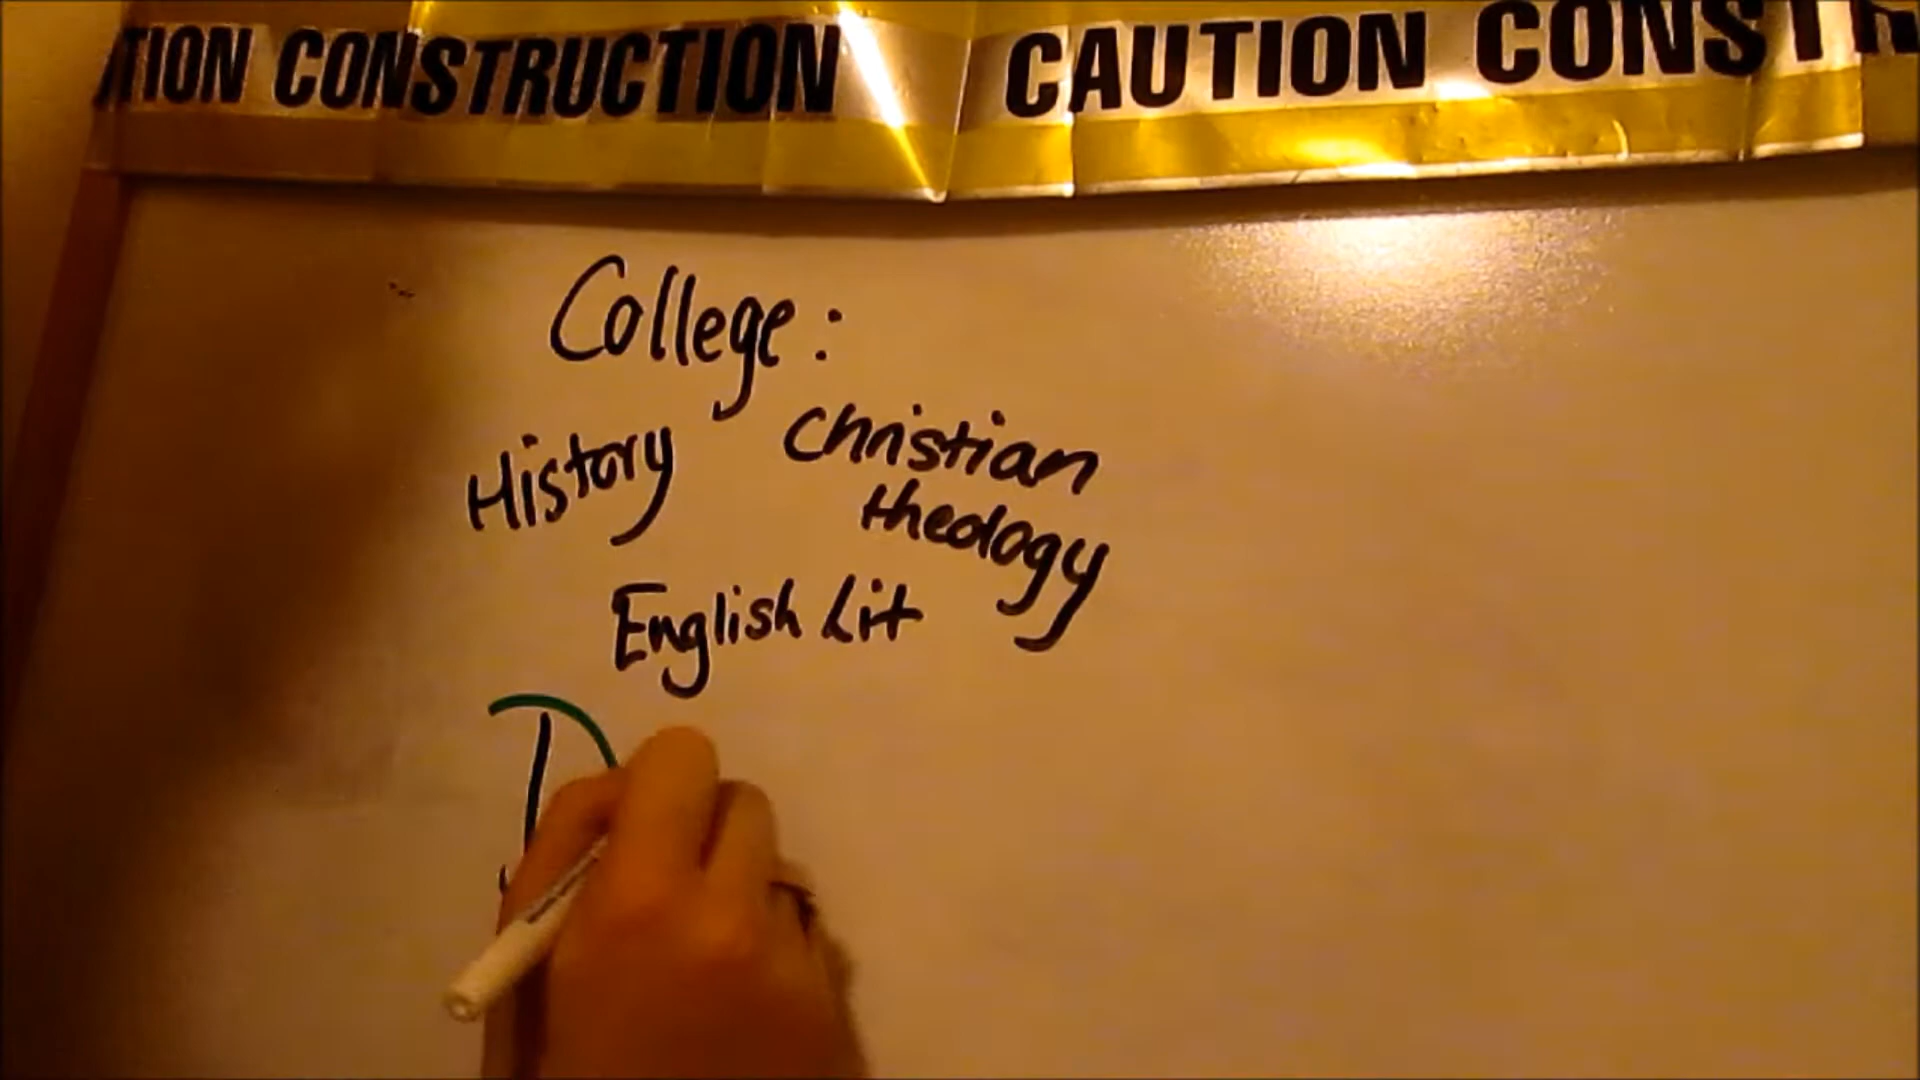 TION CONSTRUCTION CAUTION CONSTR
College:
History
Christian
theology
English Lit